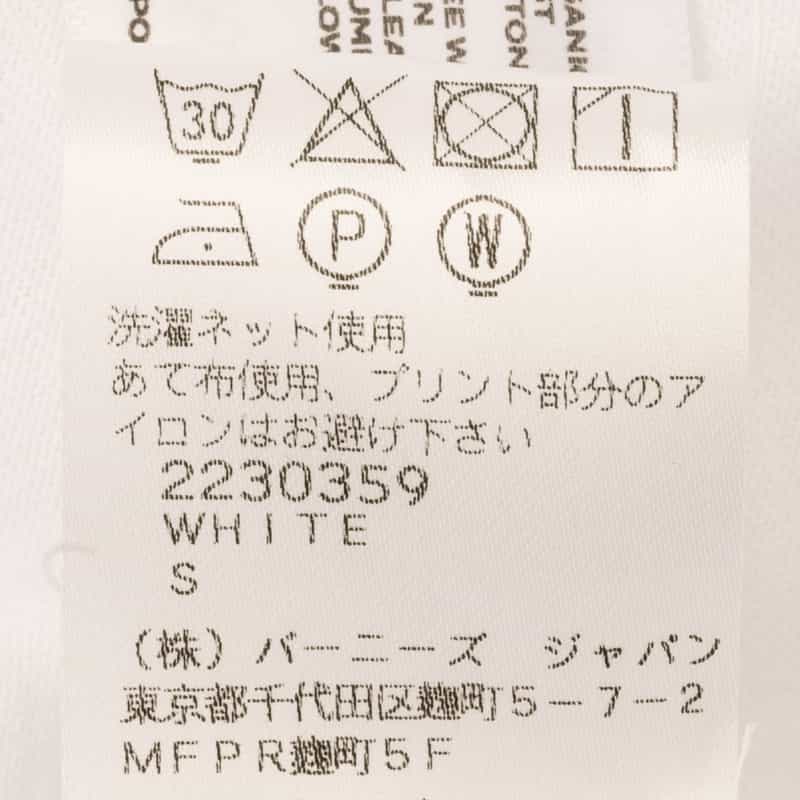 30
P W
洗濯ネット使用
あて布使用、プリント部分のア
イロンはお避け下さい
2230359
WHITE
S
(株)バーニーズ ジャパン
東京都千代田区麹町5-7-2
MFPR麹町5F